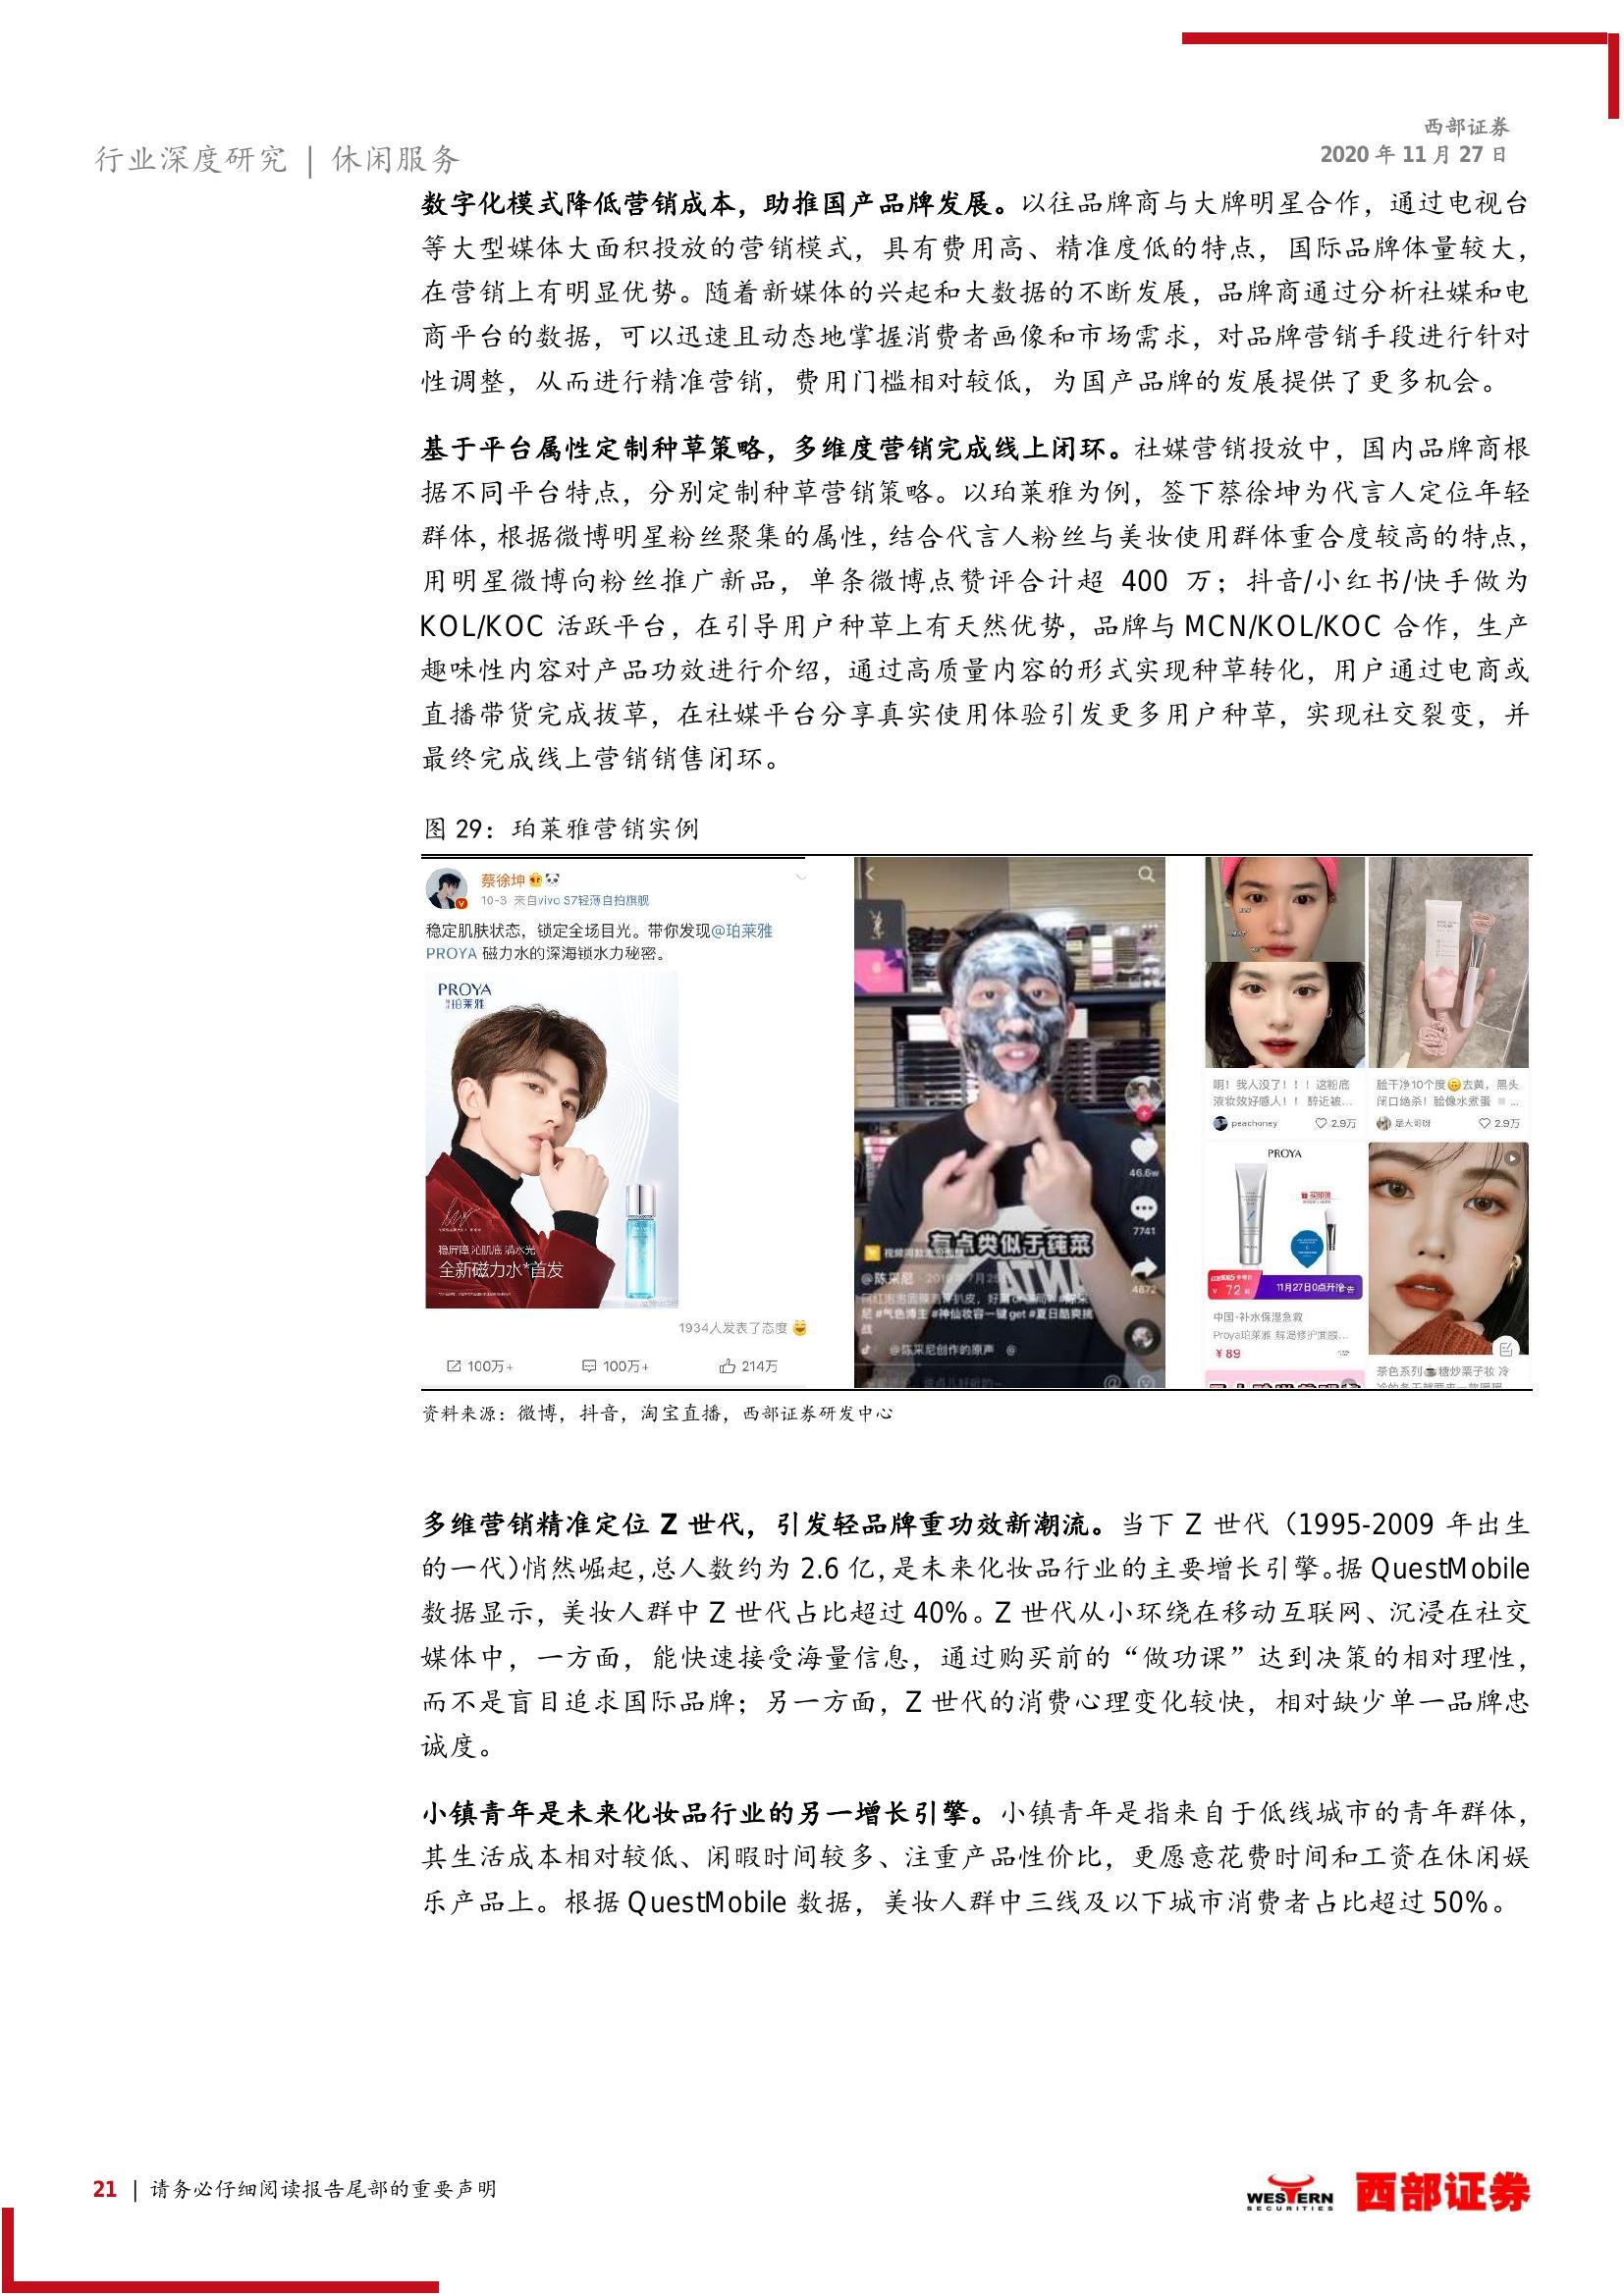 西部证券
2020 年 11 月 27 日
行业深度研究 | 休闲服务
数字化模式降低营销成本，助推国产品牌发展。以往品牌商与大牌明星合作，通过电视台
等大型媒体大面积投放的营销模式，具有费用高、精准度低的特点，国际品牌体量较大，
在营销上有明显优势。随着新媒体的兴起和大数据的不断发展，品牌商通过分析社媒和电
商平台的数据，可以迅速且动态地掌握消费者画像和市场需求，对品牌营销手段进行针对
性调整，从而进行精准营销，费用门槛相对较低，为国产品牌的发展提供了更多机会。
基于平台属性定制种草策略，多维度营销完成线上闭环。社媒营销投放中，国内品牌商根
据不同平台特点，分别定制种草营销策略。以珀莱雅为例，签下蔡徐坤为代言人定位年轻
群体，根据微博明星粉丝聚集的属性，结合代言人粉丝与美妆使用群体重合度较高的特点，
用明星微博向粉丝推广新品，单条微博点赞评合计超 400 万；抖音/小红书/快手做为
KOL/KOC 活跃平台，在引导用户种草上有天然优势，品牌与 MCN/KOL/KOC 合作，生产
趣味性内容对产品功效进行介绍，通过高质量内容的形式实现种草转化，用户通过电商或
直播带货完成拔草，在社媒平台分享真实使用体验引发更多用户种草，实现社交裂变，并
最终完成线上营销销售闭环。
图 29：珀莱雅营销实例
蔡徐坤
10-3 来自vivo S7轻薄自拍旗舰
稳定肌肤状态，锁定全场目光。带你发现@珀莱雅
PROYA 磁力水的深海锁水力秘密。
PROYA
珀莱雅
稳屏障 沁肌底 满水光
全新磁力水*首发
1934人发表了态度
100万+ 100万+ 214万
46.6w
7741
4872
有点类似于莼菜
@陈采尼
尼 #气色博主 #神仙妆容一键get #夏日酷爽挑
战
@陈采尼创作的原声 @
啊！我人没了！！！这粉底
液妆效好感人！！醉近被...
peachoney 2.9万
脸干净10个度去黄，黑头
闭口绝杀！脸像水煮蛋 ...
2.9万
PROYA
72
11月27日0点开抢
中国·补水保湿急救
Proya珀莱雅 解渴修护面膜...
¥89
茶色系列糖炒栗子妆 冷
资料来源：微博，抖音，淘宝直播，西部证券研发中心
多维营销精准定位 Z 世代，引发轻品牌重功效新潮流。当下 Z 世代（1995-2009 年出生
的一代）悄然崛起，总人数约为 2.6 亿，是未来化妆品行业的主要增长引擎。据 QuestMobile
数据显示，美妆人群中 Z 世代占比超过 40%。Z 世代从小环绕在移动互联网、沉浸在社交
媒体中，一方面，能快速接受海量信息，通过购买前的“做功课”达到决策的相对理性，
而不是盲目追求国际品牌；另一方面，Z 世代的消费心理变化较快，相对缺少单一品牌忠
诚度。
小镇青年是未来化妆品行业的另一增长引擎。小镇青年是指来自于低线城市的青年群体，
其生活成本相对较低、闲暇时间较多、注重产品性价比，更愿意花费时间和工资在休闲娱
乐产品上。根据 QuestMobile 数据，美妆人群中三线及以下城市消费者占比超过 50%。
21 | 请务必仔细阅读报告尾部的重要声明
WESTERN
SECURITIES
西部证券